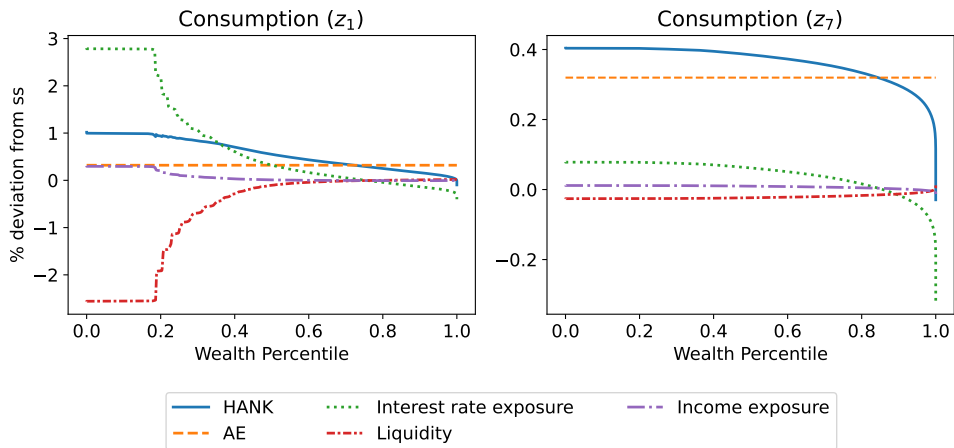 Consumption (z₁)
% deviation from ss
3
2
1
0
−1
−2
0.0 0.2 0.4 0.6 0.8 1.0
Wealth Percentile
Consumption (z₇)
0.4
0.2
0.0
−0.2
0.0 0.2 0.4 0.6 0.8 1.0
Wealth Percentile
HANK
AE
Interest rate exposure
Liquidity
Income exposure